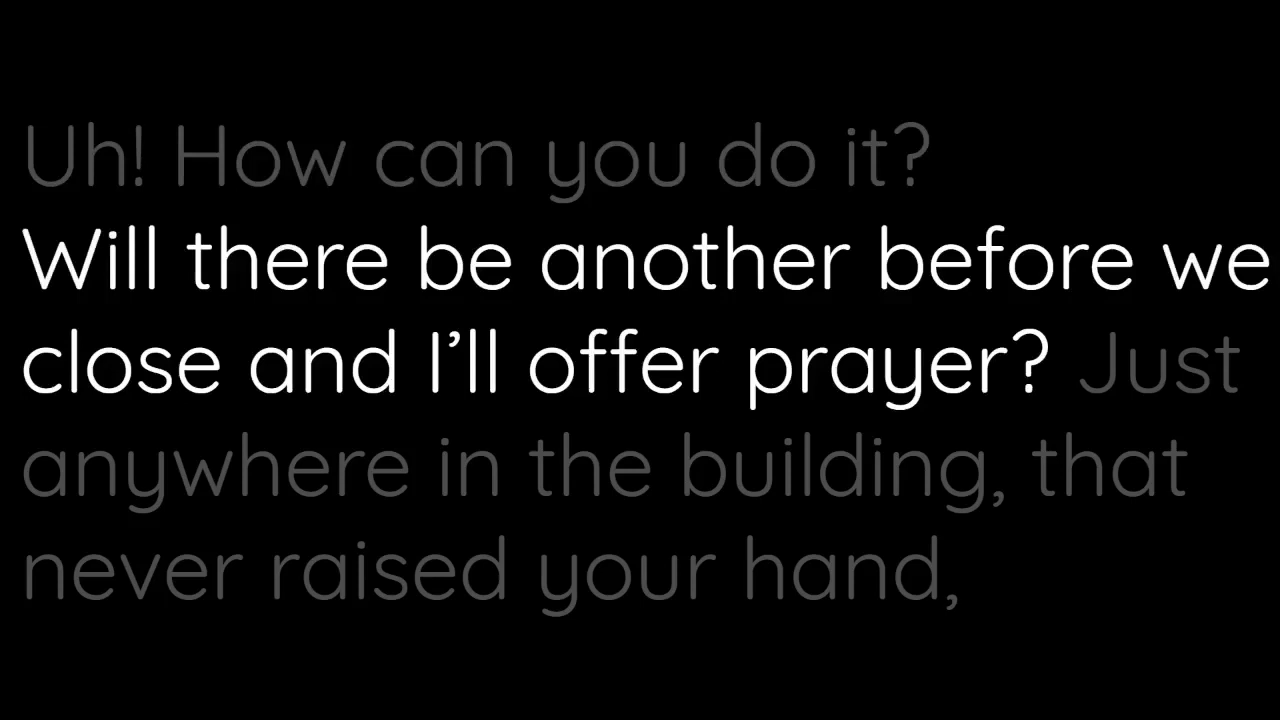 Uh! How can you do it?
Will there be another before we
close and I’ll offer prayer? Just
anywhere in the building, that
never raised your hand,